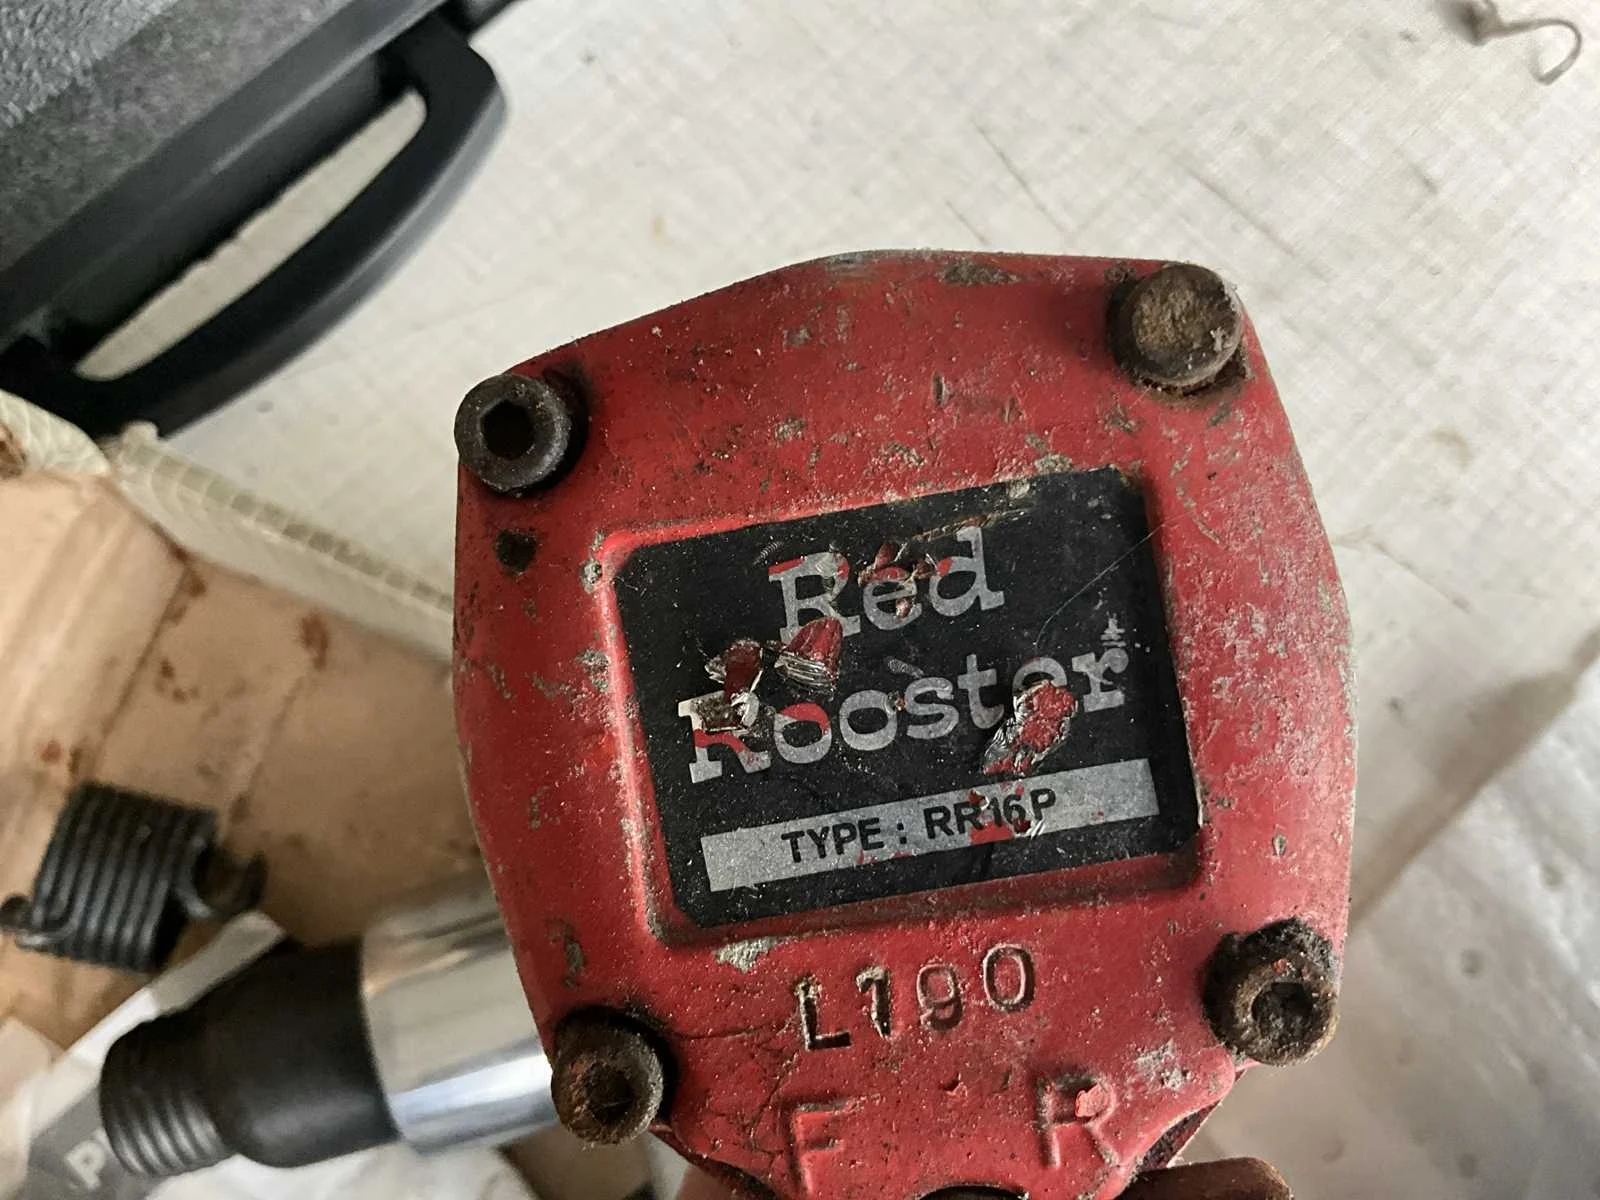 Red
Rooster
TYPE: RR16P
L190
F R